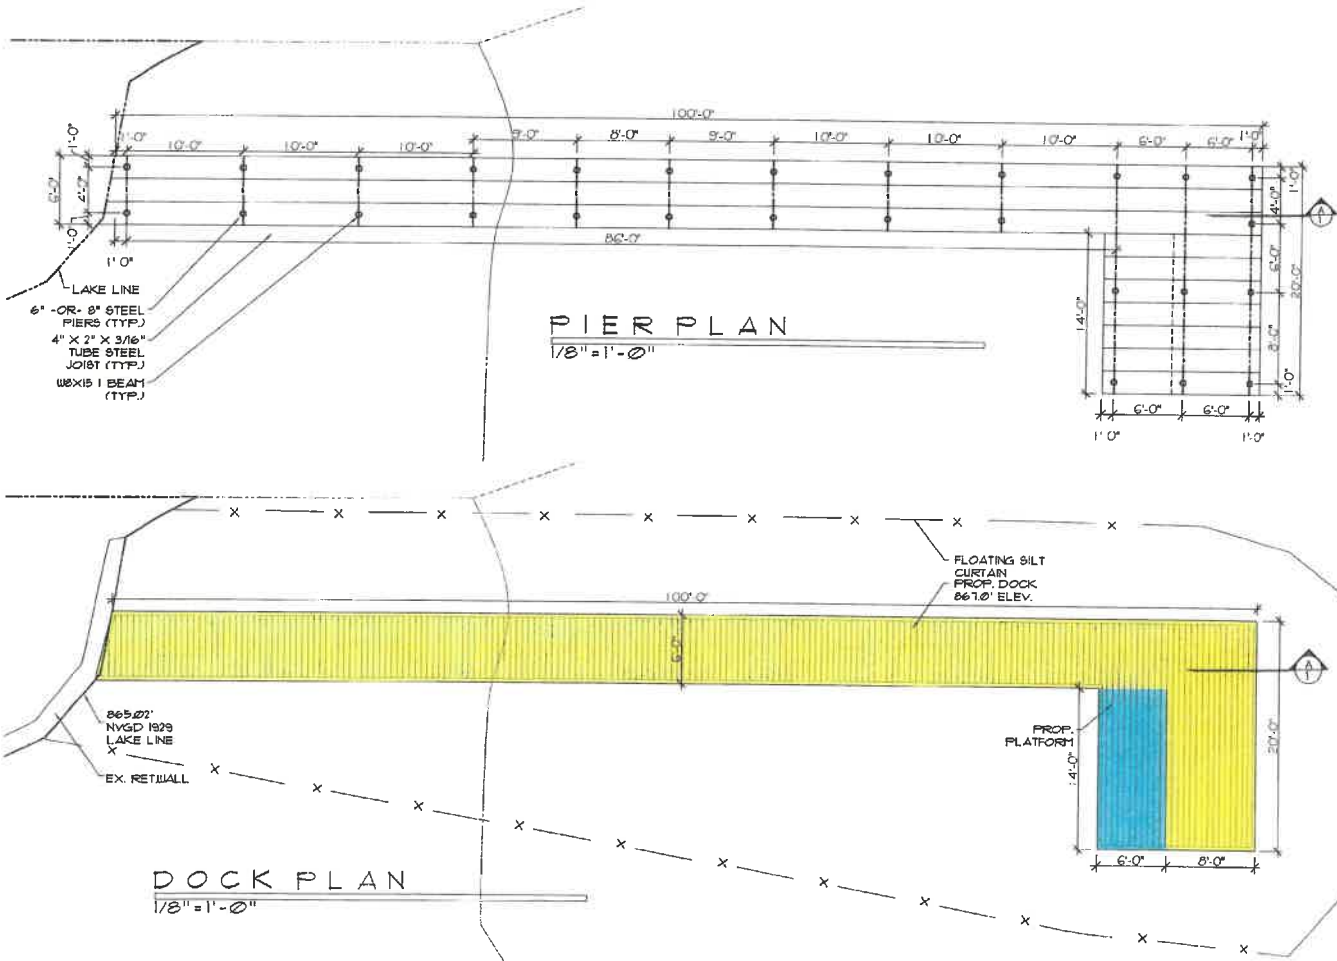 100'-0"
1'-0"
1'-0"
10'-0"
10'-0"
10'-0"
9'-0"
8'-0"
9'-0"
10'-0"
10'-0"
10'-0"
6'-0"
6'-0"
1'-0"
6'-0"
4'-0"
1'-0"
1'-0"
4'-0"
86'-0"
1'0"
6'-0"
20'-0"
LAKE LINE
6" -OR- 8" STEEL
PIERS (TYP.)
4" X 2" X 3/16"
TUBE STEEL
JOIST (TYP.)
W8X15 I BEAM
(TYP.)
14'-0"
8'-0"
1'-0"
PIER PLAN
1/8"=1'-0"
6'-0"
6'-0"
1'0"
1'-0"
A
1
FLOATING SILT
CURTAIN
PROP. DOCK
867.0' ELEV.
100'-0"
6'-0"
A
1
865.02'
NVGD 1929
LAKE LINE
EX. RETWALL
PROP.
PLATFORM
14'-0"
20'-0"
6'-0"
8'-0"
DOCK PLAN
1/8"=1'-0"